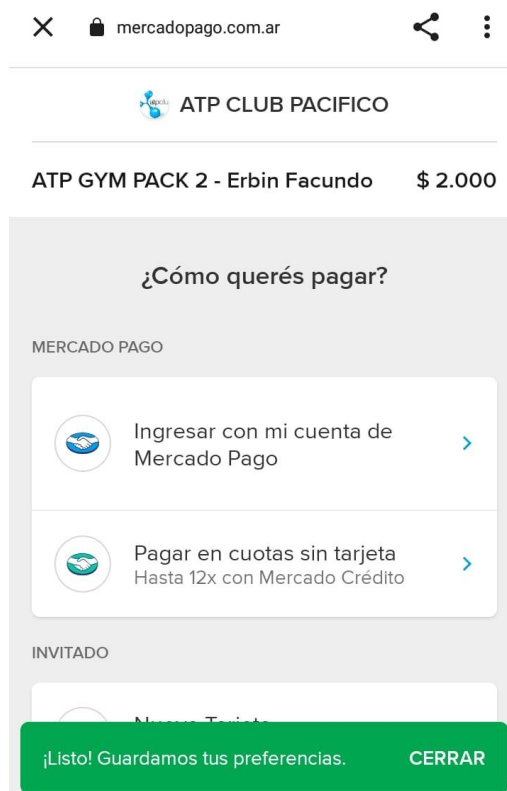 mercadopago.com.ar
ATP CLUB PACIFICO
ATP GYM PACK 2 - Erbin Facundo $ 2.000
¿Cómo querés pagar?
MERCADO PAGO
Ingresar con mi cuenta de
Mercado Pago
Pagar en cuotas sin tarjeta
Hasta 12x con Mercado Crédito
INVITADO
¡Listo! Guardamos tus preferencias. CERRAR